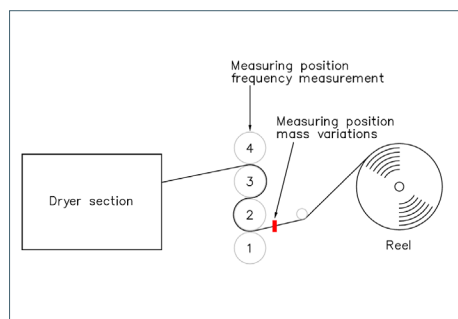 Measuring position
frequency measurement
Measuring position
mass variations
4
3
2
1
Dryer section
Reel